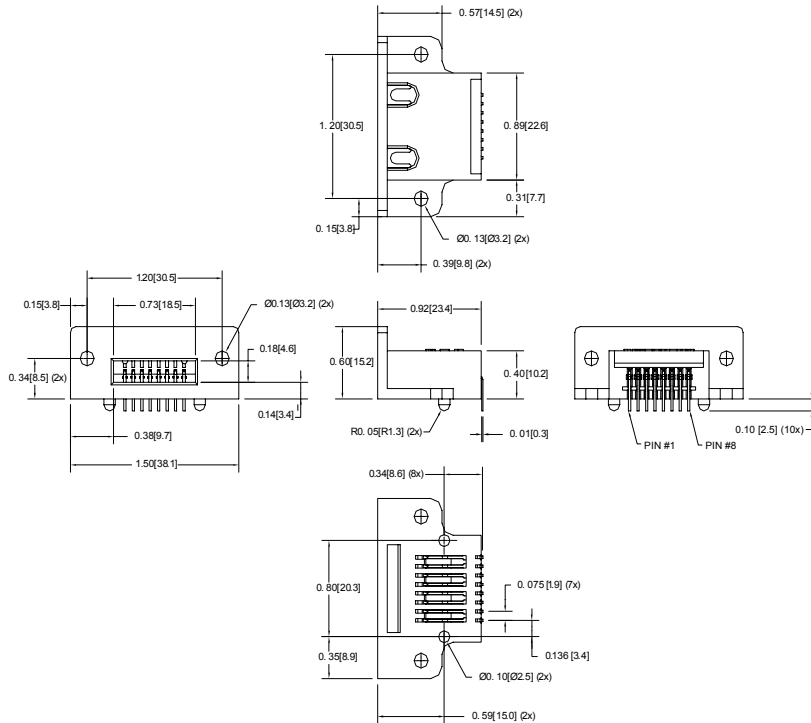 0.57[14.5] (2x)
1.20[30.5]
0.89[22.6]
0.31[7.7]
0.15[3.8]
Ø0.13[Ø3.2] (2x)
0.39[9.8] (2x)
1.20[30.5]
0.15[3.8]
0.73[18.5]
Ø0.13[Ø3.2] (2x)
0.92[23.4]
0.18[4.6]
0.34[8.5] (2x)
0.60[15.2]
0.40[10.2]
0.14[3.4]
0.38[9.7]
R0.05[R1.3] (2x)
0.01[0.3]
0.10 [2.5] (10x)
PIN #1
PIN #8
1.50[38.1]
0.34[8.6] (8x)
0.80[20.3]
0.075[1.9] (7x)
0.136 [3.4]
0.35[8.9]
Ø0.10[Ø2.5] (2x)
0.59[15.0] (2x)